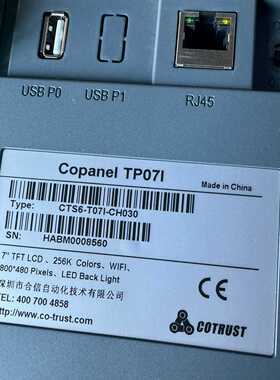 USB P0 USB P1 RJ45
Copanel TP07I
Made in China
Type: CTS6-T07I-CH030
SN: HABM0008560
7" TFT LCD 、256K Colors、WIFI、
800*480 Pixels、LED Back Light
深圳市合信自动化技术有限公司
TEL: 400 700 4858
http://www.co-trust.com
CE
COTRUST